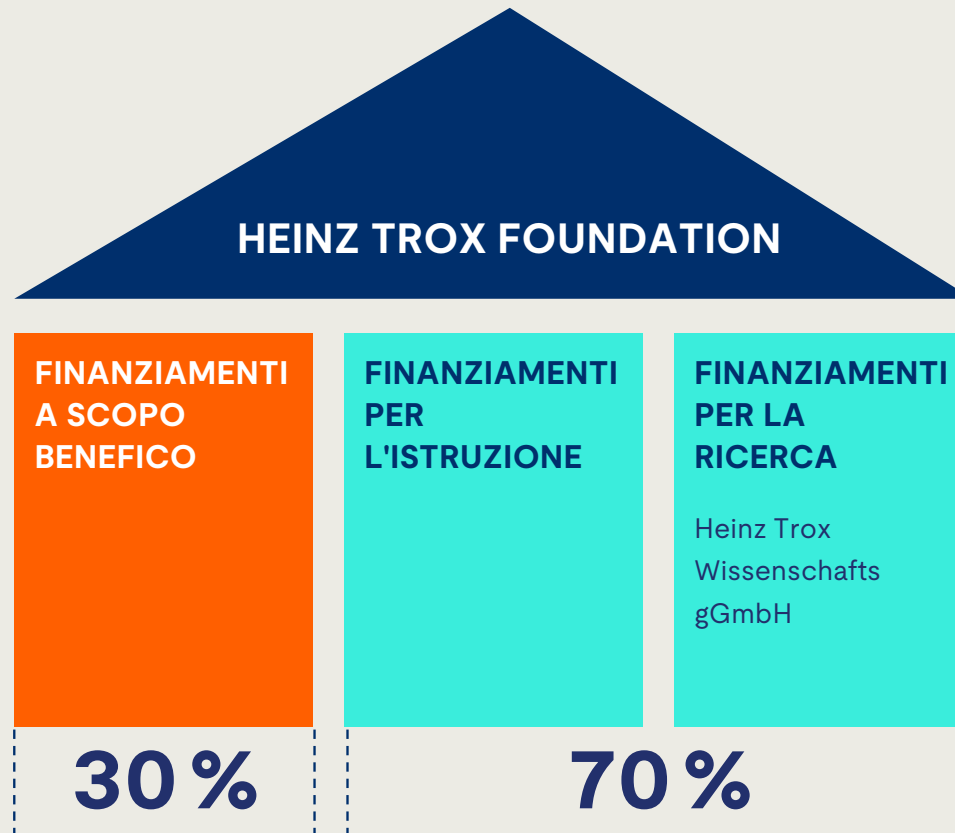 HEINZ TROX FOUNDATION
FINANZIAMENTI
A SCOPO
BENEFICO
FINANZIAMENTI
PER
L'ISTRUZIONE
FINANZIAMENTI
PER LA
RICERCA
Heinz Trox
Wissenschafts
gGmbH
30 %
70 %